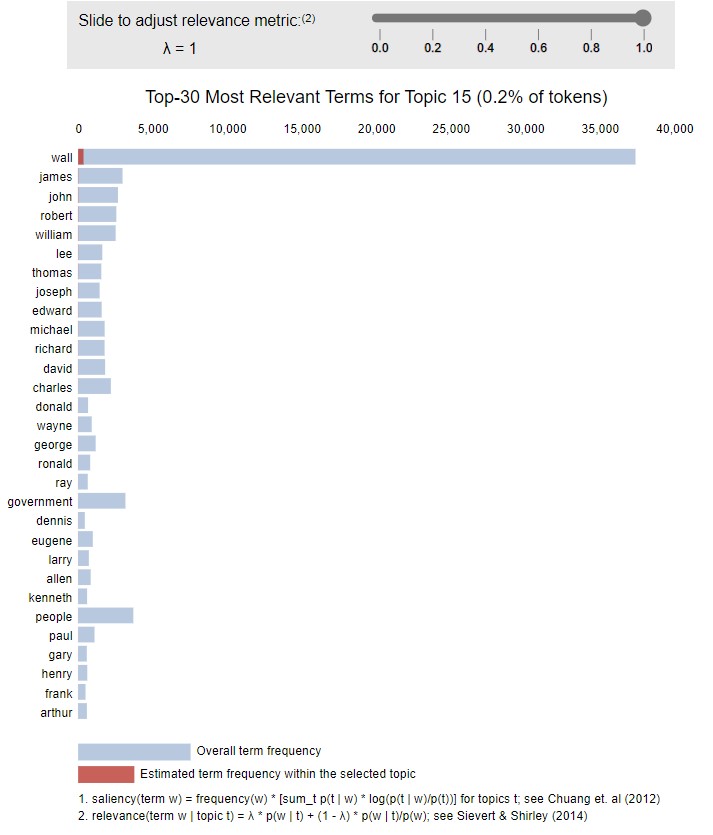 Slide to adjust relevance metric:(2)
λ = 1
0.0 0.2 0.4 0.6 0.8 1.0
Top-30 Most Relevant Terms for Topic 15 (0.2% of tokens)
0 5,000 10,000 15,000 20,000 25,000 30,000 35,000 40,000
wall
james
john
robert
william
lee
thomas
joseph
edward
michael
richard
david
charles
donald
wayne
george
ronald
ray
government
dennis
eugene
larry
allen
kenneth
people
paul
gary
henry
frank
arthur
Overall term frequency
Estimated term frequency within the selected topic
1. saliency(term w) = frequency(w) * [sum_t p(t | w) * log(p(t | w)/p(t))] for topics t; see Chuang et. al (2012)
2. relevance(term w | topic t) = λ * p(w | t) + (1 - λ) * p(w | t)/p(w); see Sievert & Shirley (2014)